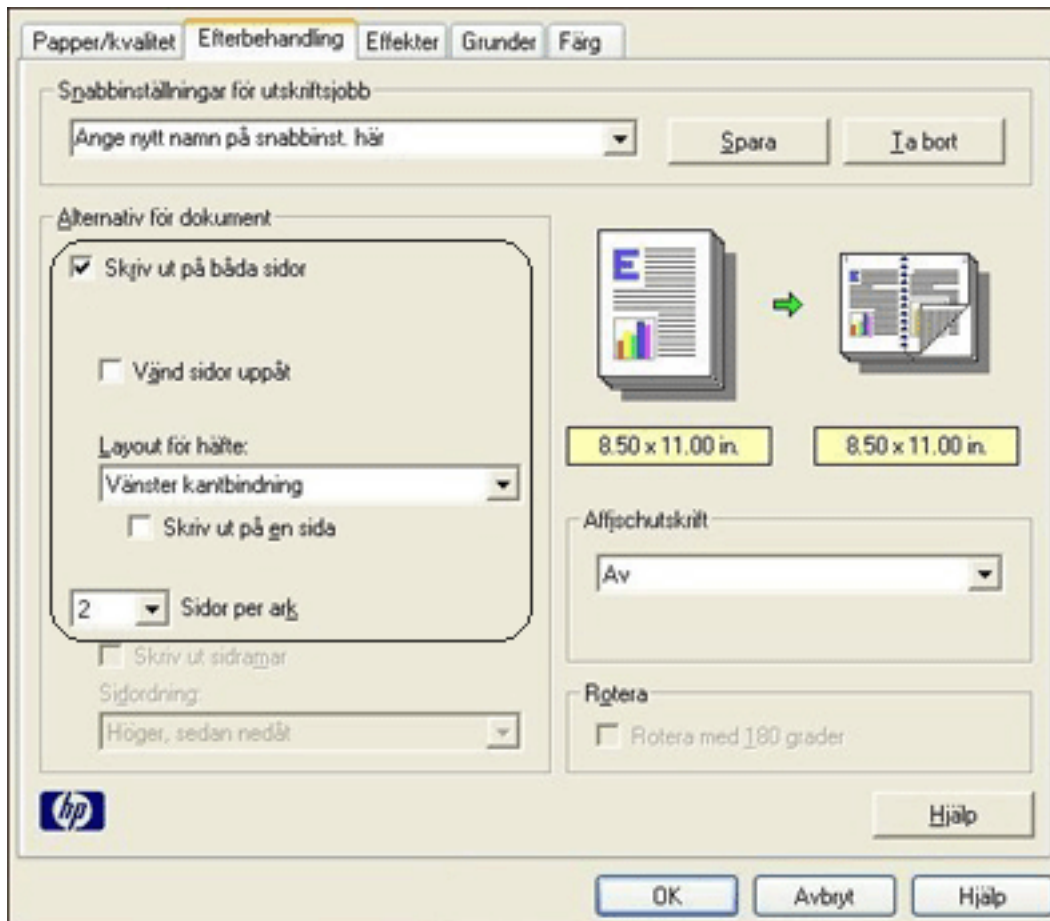 Papper/kvalitet Efterbehandling Effekter Grunder Färg
Snabbinställningar för utskriftsjobb
Ange nytt namn på snabbinst. här
Spara
Ta bort
Alternativ för dokument
Skriv ut på båda sidor
Vänd sidor uppåt
Layout för häfte:
Vänster kantbindning
Skriv ut på en sida
2 Sidor per ark
Skriv ut sidramar
Sidordning:
Höger, sedan nedåt
E
8.50 x 11.00 in.
8.50 x 11.00 in.
Affischutskrift
Av
Rotera
Rotera med 180 grader
hp
Hjälp
OK
Avbryt
Hjälp